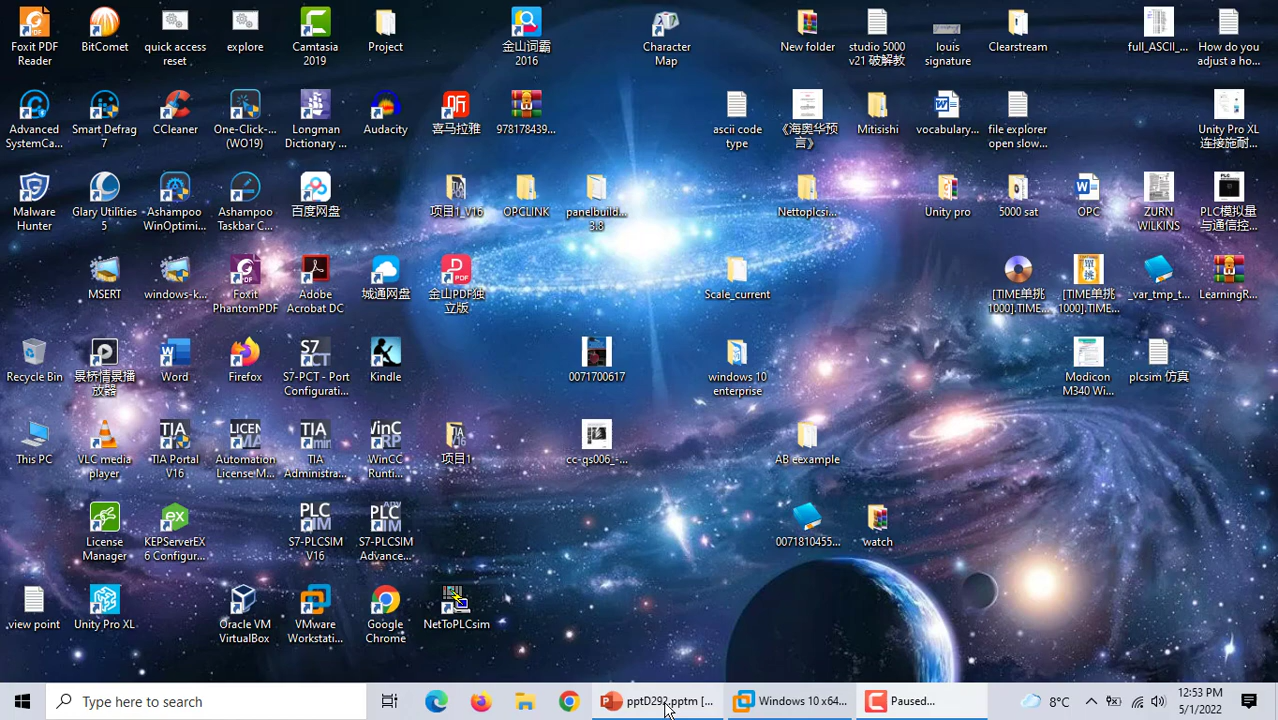 Foxit PDF Reader
BitComet
quick access reset
explore
Camtasia 2019
Project
金山词霸 2016
Character Map
New folder
studio 5000 v21 破解教
louis signature
Clearstream
full_ASCII_...
How do you adjust a ho...
Advanced SystemCa...
Smart Defrag 7
CCleaner
One-Click-... (WO19)
Longman Dictionary ...
Audacity
喜马拉雅
978178439...
ascii code type
《海奥华预言》
Mitisishi
vocabulary...
file explorer open slow...
Unity Pro XL 连接施耐...
Malware Hunter
Glary Utilities 5
Ashampoo WinOptimi...
Ashampoo Taskbar C...
百度网盘
项目1_V16
OPCLINK
panelbuild... 3.8
Nettoplcsi...
Unity pro
5000 sat
OPC
ZURN WILKINS
PLC模拟量与通信控...
MSERT
windows-k...
Foxit PhantomPDF
Adobe Acrobat DC
城通网盘
金山PDF独立版
Scale_current
[TIME单挑1000].TIME...
[TIME单挑1000].TIME...
_var_tmp_t...
LearningR...
Recycle Bin
景桥情景播放器
Word
Firefox
S7-PCT - Port Configurati...
Kindle
0071700617
windows 10 enterprise
Modicon M340 Wi...
plcsim 仿真
This PC
VLC media player
TIA Portal V16
Automation License M...
TIA Administra...
WinCC Runti...
项目1
cc-qs006_-...
AB eexample
License Manager
KEPServerEX 6 Configur...
S7-PLCSIM V16
S7-PLCSIM Advance...
0071810455...
watch
view point
Unity Pro XL
Oracle VM VirtualBox
VMware Workstati...
Google Chrome
NetToPLCsim
Type here to search
pptD292.pptm [...
Windows 10 x64...
Paused...
8°C
12:53 PM
5/1/2022